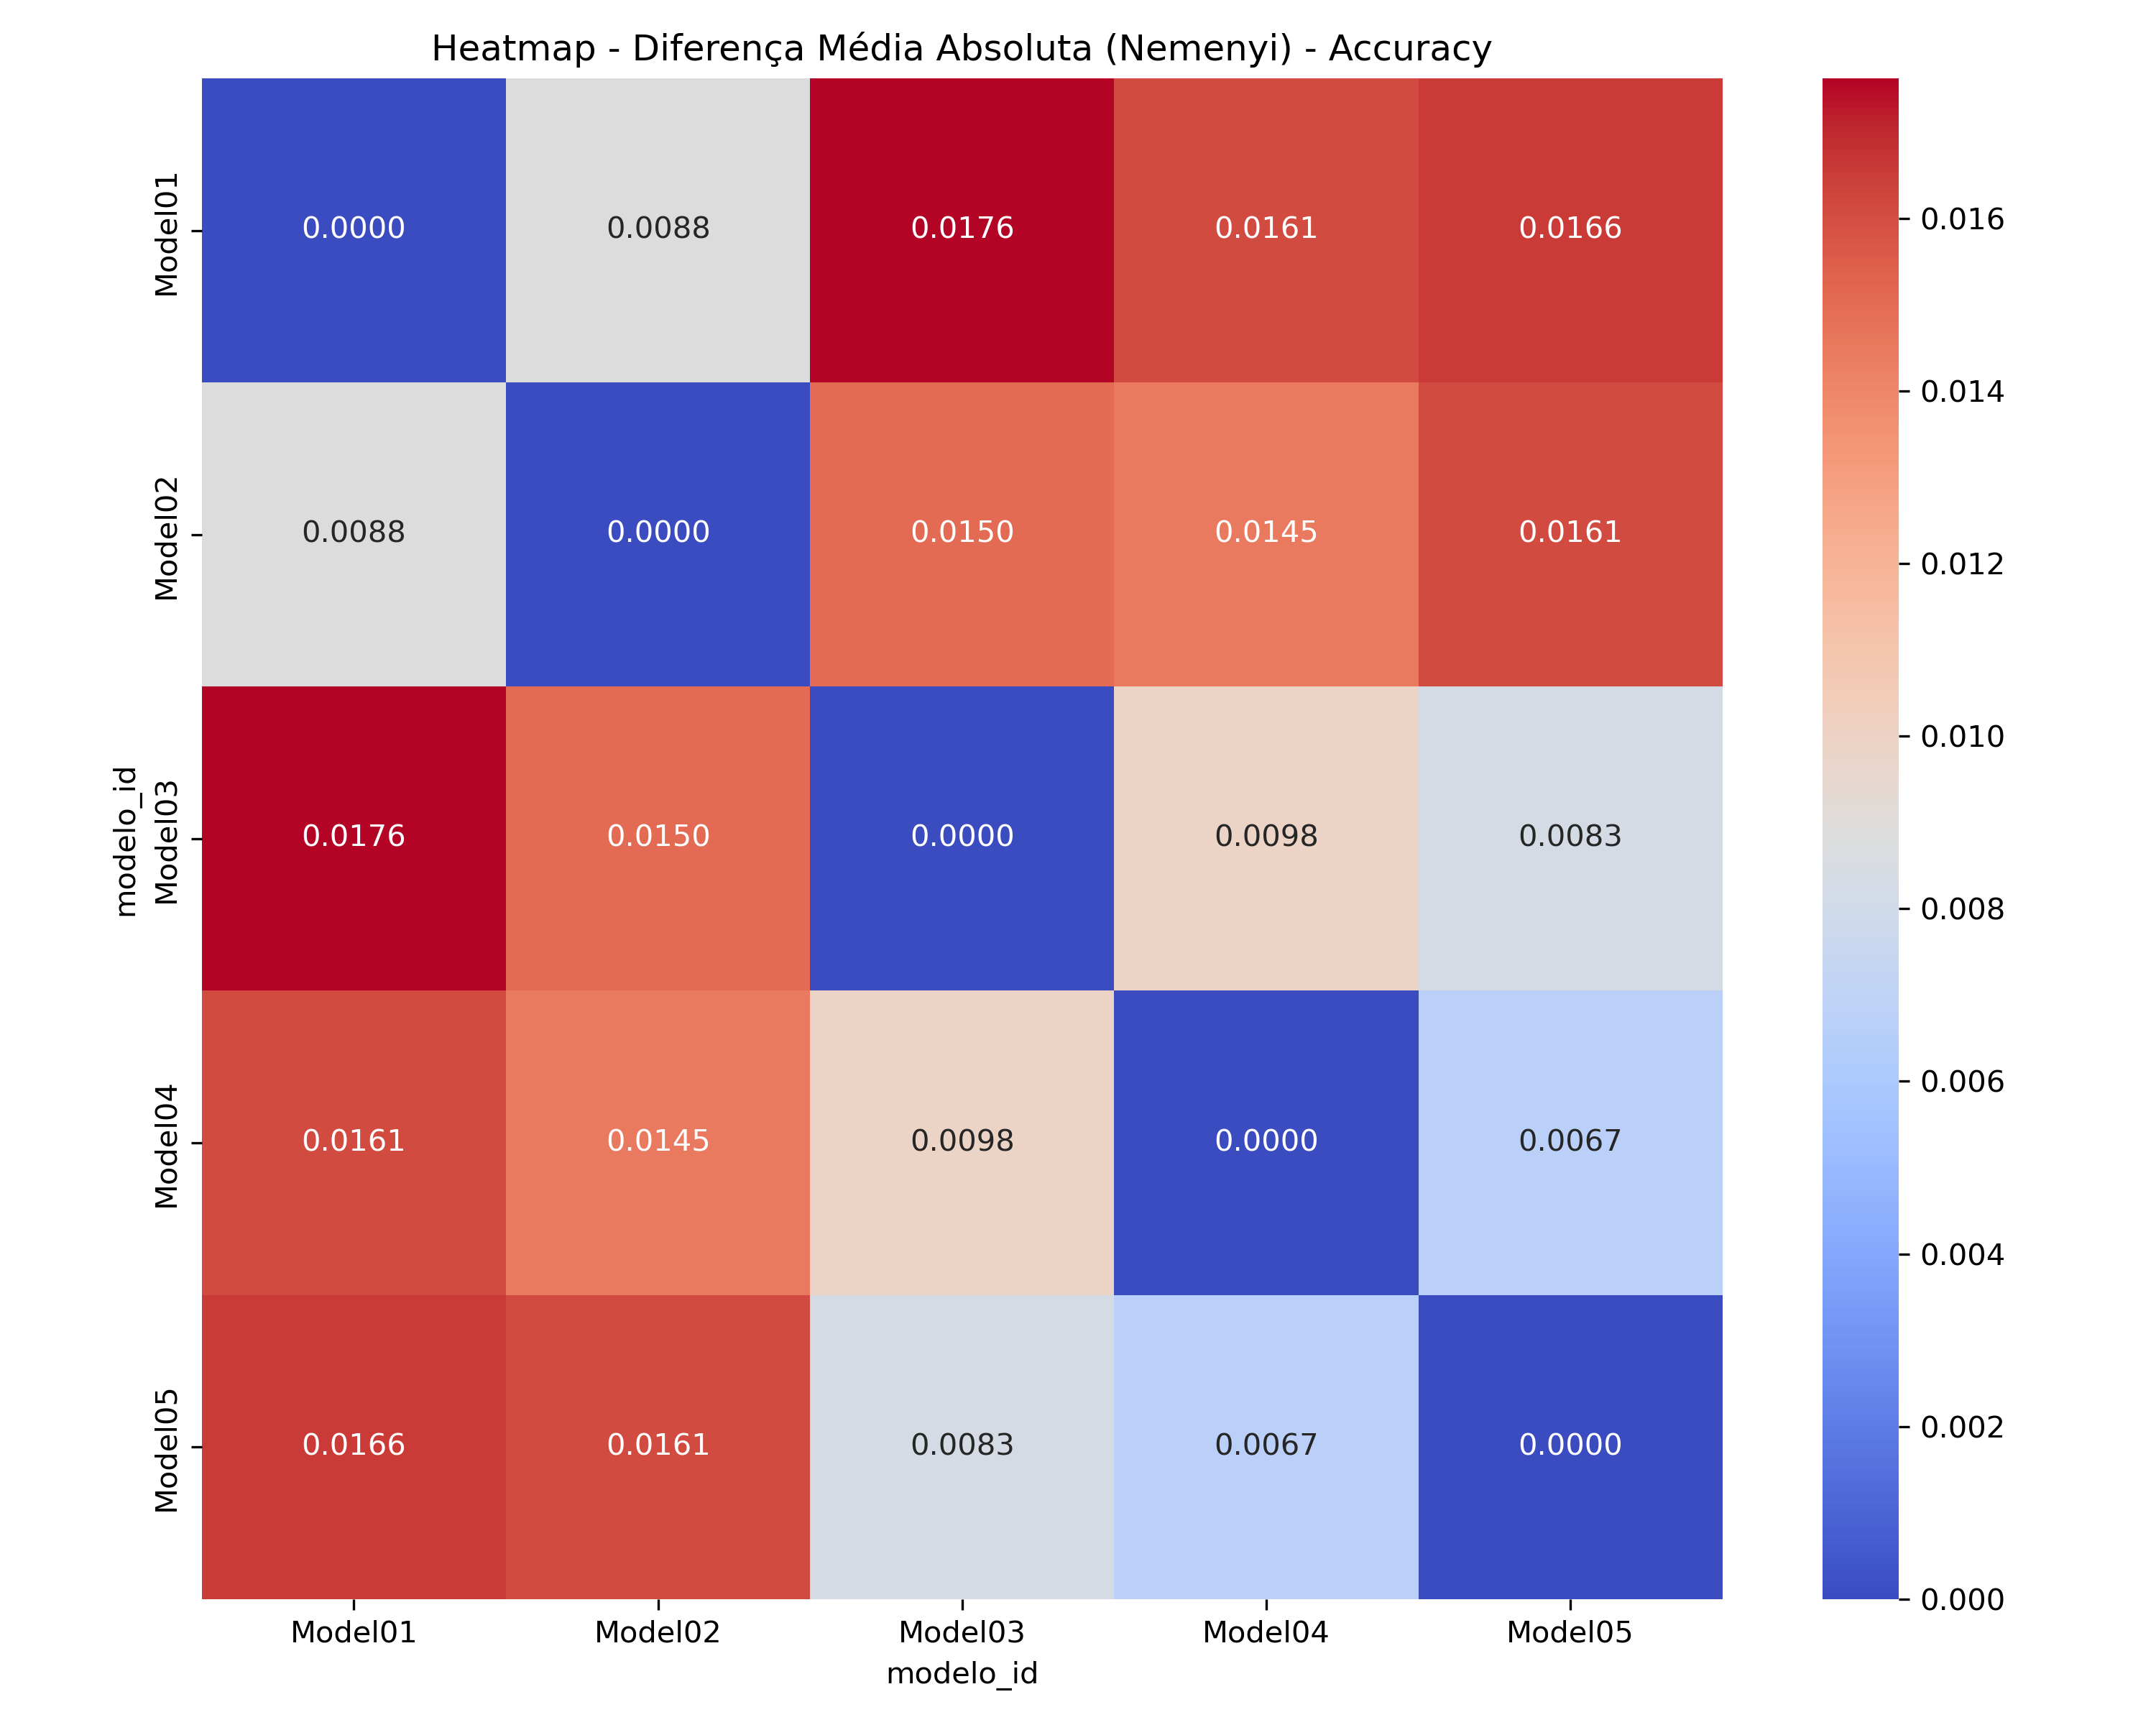 Heatmap - Diferença Média Absoluta (Nemenyi) - Accuracy
modelo_id
Model01
0.0000 0.0088 0.0176 0.0161 0.0166
Model02
0.0088 0.0000 0.0150 0.0145 0.0161
Model03
0.0176 0.0150 0.0000 0.0098 0.0083
Model04
0.0161 0.0145 0.0098 0.0000 0.0067
Model05
0.0166 0.0161 0.0083 0.0067 0.0000
Model01 Model02 Model03 Model04 Model05
modelo_id
0.016
0.014
0.012
0.010
0.008
0.006
0.004
0.002
0.000